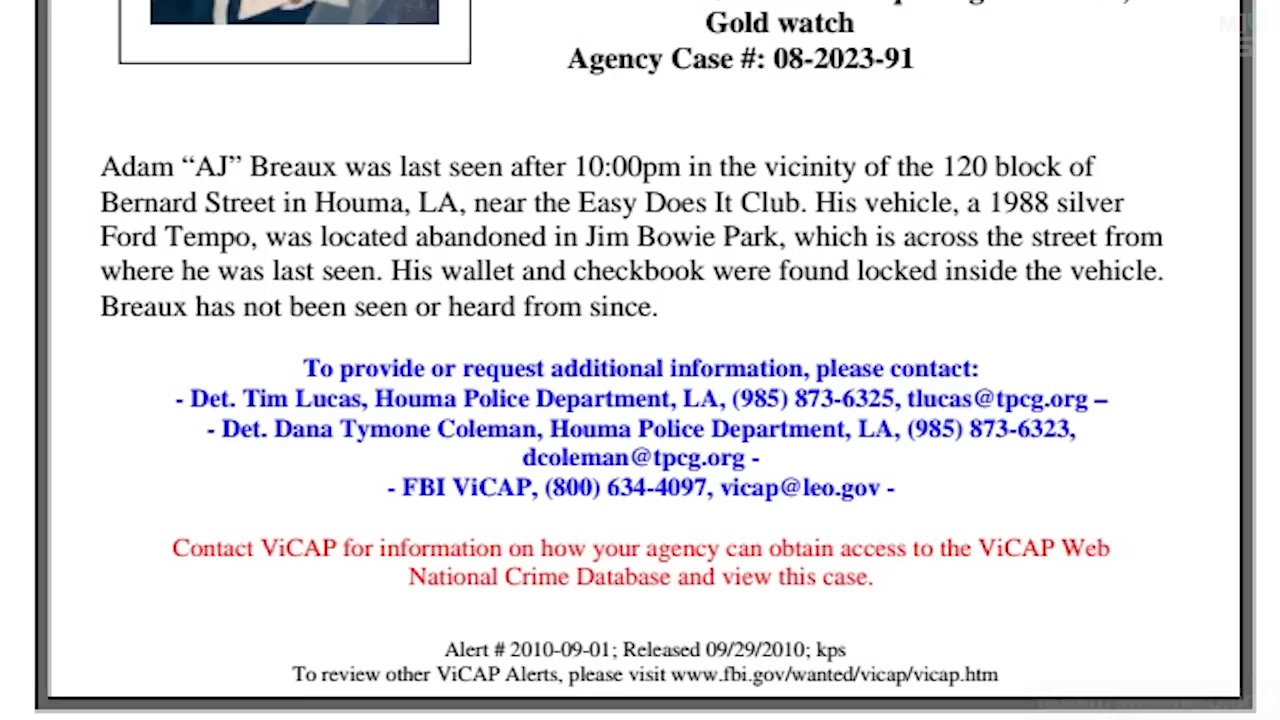 Gold watch
Agency Case #: 08-2023-91
Adam “AJ” Breaux was last seen after 10:00pm in the vicinity of the 120 block of
Bernard Street in Houma, LA, near the Easy Does It Club. His vehicle, a 1988 silver
Ford Tempo, was located abandoned in Jim Bowie Park, which is across the street from
where he was last seen. His wallet and checkbook were found locked inside the vehicle.
Breaux has not been seen or heard from since.
To provide or request additional information, please contact:
- Det. Tim Lucas, Houma Police Department, LA, (985) 873-6325, tlucas@tpcg.org –
- Det. Dana Tymone Coleman, Houma Police Department, LA, (985) 873-6323,
dcoleman@tpcg.org -
- FBI ViCAP, (800) 634-4097, vicap@leo.gov -
Contact ViCAP for information on how your agency can obtain access to the ViCAP Web
National Crime Database and view this case.
Alert # 2010-09-01; Released 09/29/2010; kps
To review other ViCAP Alerts, please visit www.fbi.gov/wanted/vicap/vicap.htm